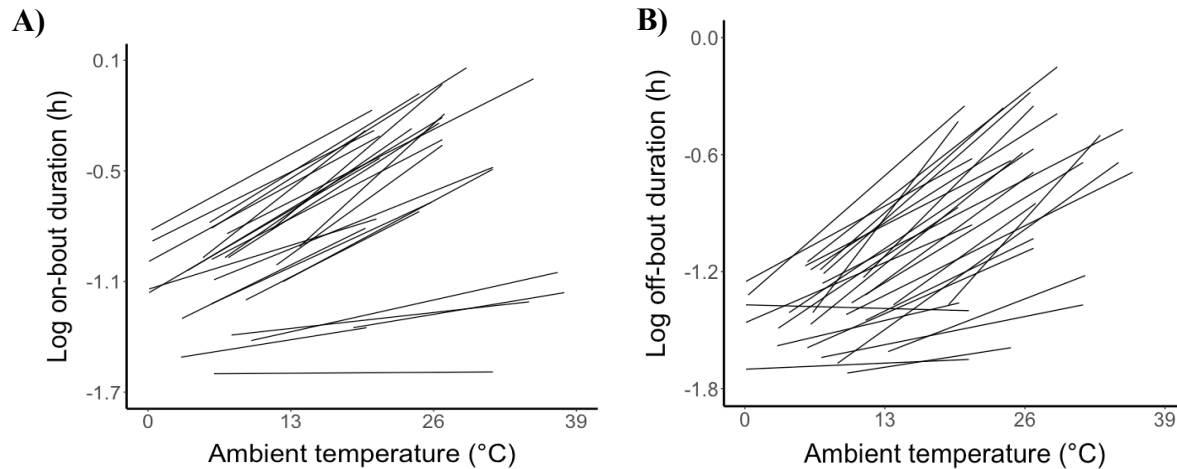 A)
Log on-bout duration (h)
0.1
-0.5
-1.1
-1.7
0 13 26 39
Ambient temperature (°C)
B)
Log off-bout duration (h)
0.0
-0.6
-1.2
-1.8
0 13 26 39
Ambient temperature (°C)